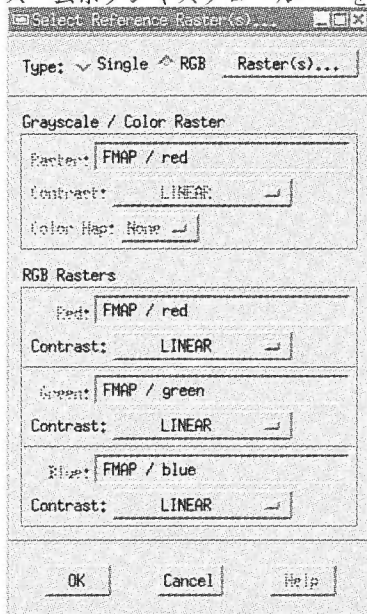 Select Reference Raster(s)...
Type: Single RGB Raster(s)...
Grayscale / Color Raster
Raster: FMAP / red
Contrast: LINEAR
Color Map: None
RGB Rasters
Red: FMAP / red
Contrast: LINEAR
Green: FMAP / green
Contrast: LINEAR
Blue: FMAP / blue
Contrast: LINEAR
OK Cancel Help